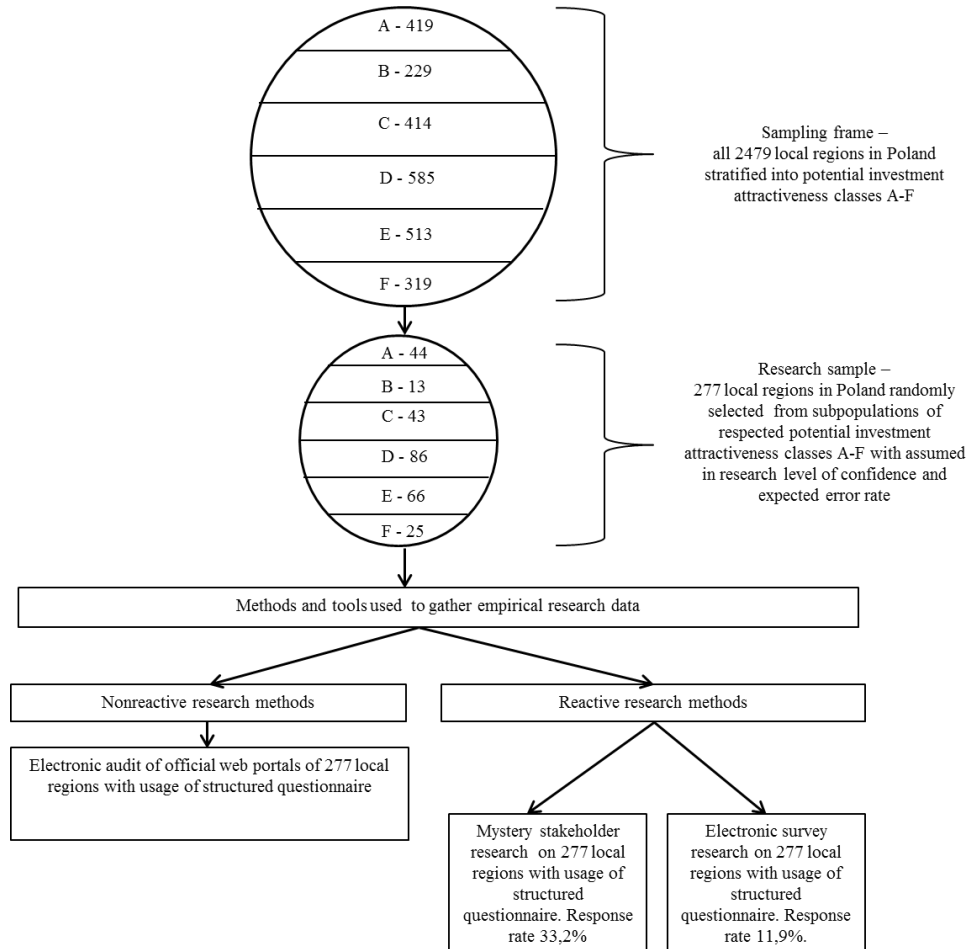 A - 419
B - 229
C - 414
D - 585
E - 513
F - 319
Sampling frame –
all 2479 local regions in Poland
stratified into potential investment
attractiveness classes A-F
A - 44
B - 13
C - 43
D - 86
E - 66
F - 25
Research sample –
277 local regions in Poland randomly
selected from subpopulations of
respected potential investment
attractiveness classes A-F with assumed
in research level of confidence and
expected error rate
Methods and tools used to gather empirical research data
Nonreactive research methods
Reactive research methods
Electronic audit of official web portals of 277 local
regions with usage of structured questionnaire
Mystery stakeholder
research on 277 local
regions with usage of
structured
questionnaire. Response
rate 33,2%
Electronic survey
research on 277 local
regions with usage of
structured
questionnaire. Response
rate 11,9%.